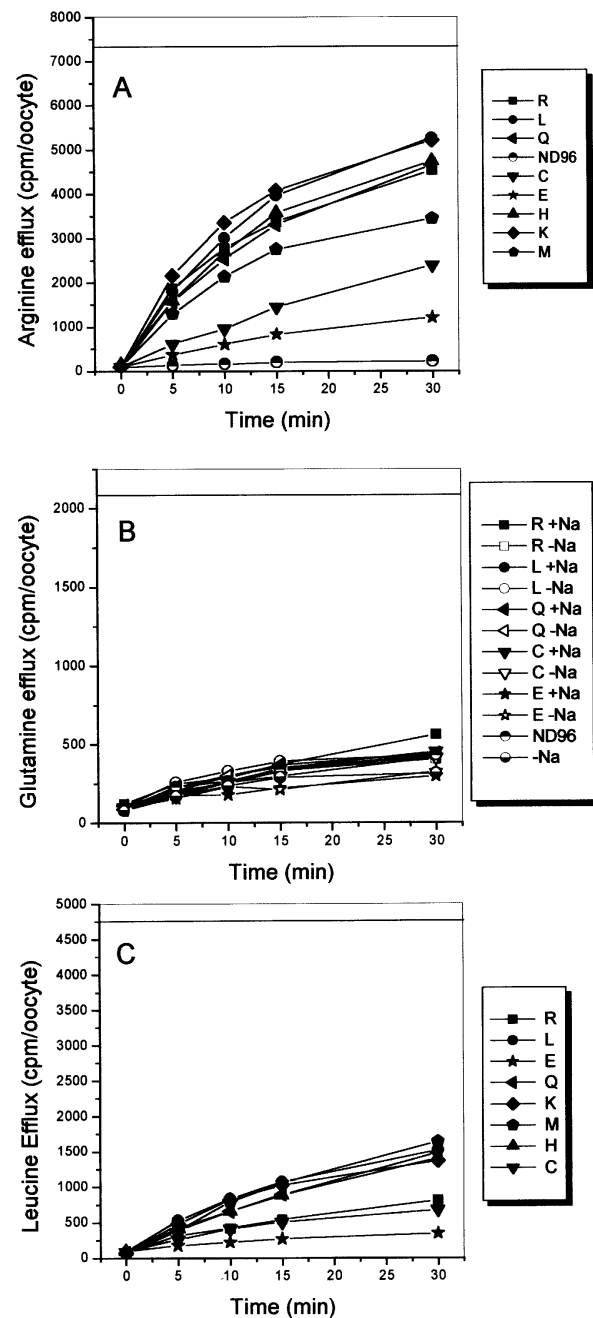 8000
7000
6000
5000
4000
3000
2000
1000
0
Arginine efflux (cpm/oocyte)
A
0 5 10 15 20 25 30
Time (min)
R
L
Q
ND96
C
E
H
K
M
2000
1500
1000
500
0
Glutamine efflux (cpm/oocyte)
B
0 5 10 15 20 25 30
Time (min)
R +Na
R -Na
L +Na
L -Na
Q +Na
Q -Na
C +Na
C -Na
E +Na
E -Na
ND96
-Na
5000
4500
4000
3500
3000
2500
2000
1500
1000
500
0
Leucine Efflux (cpm/oocyte)
C
0 5 10 15 20 25 30
Time (min)
R
L
E
Q
K
M
H
C